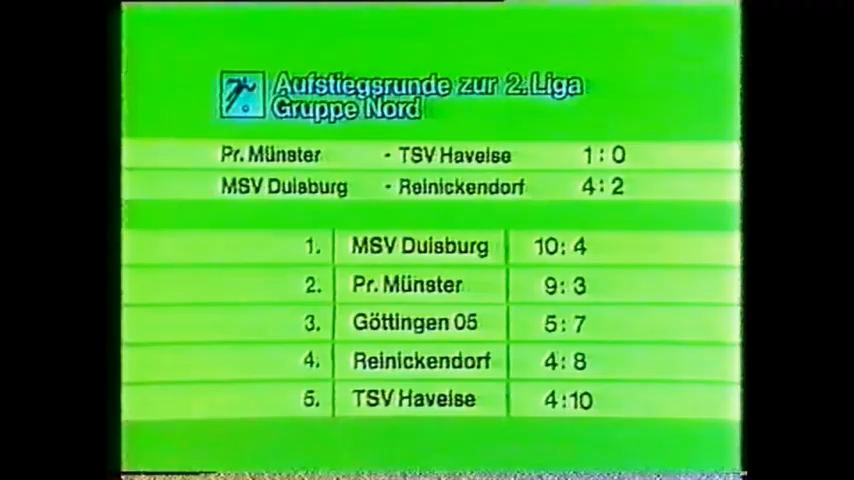 Aufstiegsrunde zur 2. Liga
Gruppe Nord
Pr. Münster - TSV Havelse 1 : 0
MSV Duisburg - Reinickendorf 4 : 2
1. MSV Duisburg 10 : 4
2. Pr. Münster 9 : 3
3. Göttingen 05 5 : 7
4. Reinickendorf 4 : 8
5. TSV Havelse 4 : 10